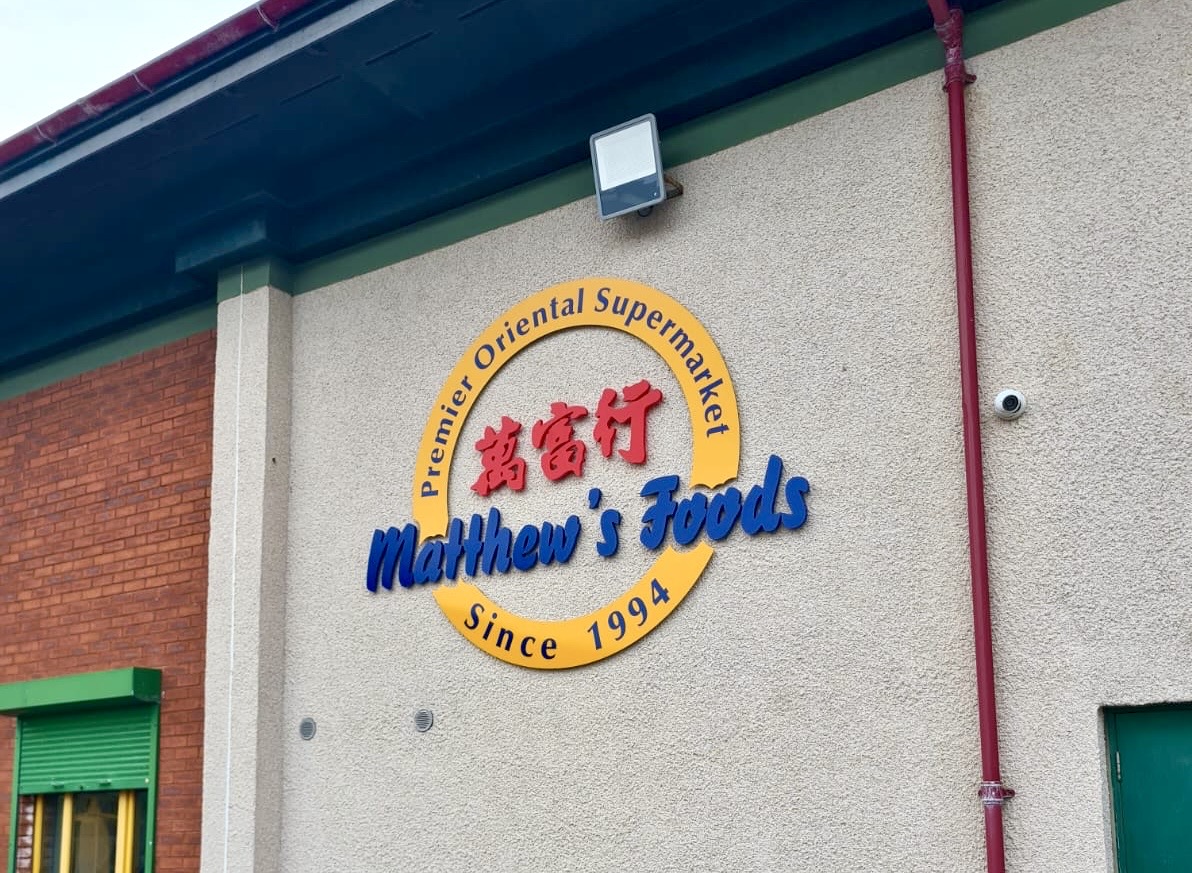 Premier Oriental Supermarket
萬富行
Matthew's Foods
Since 1994